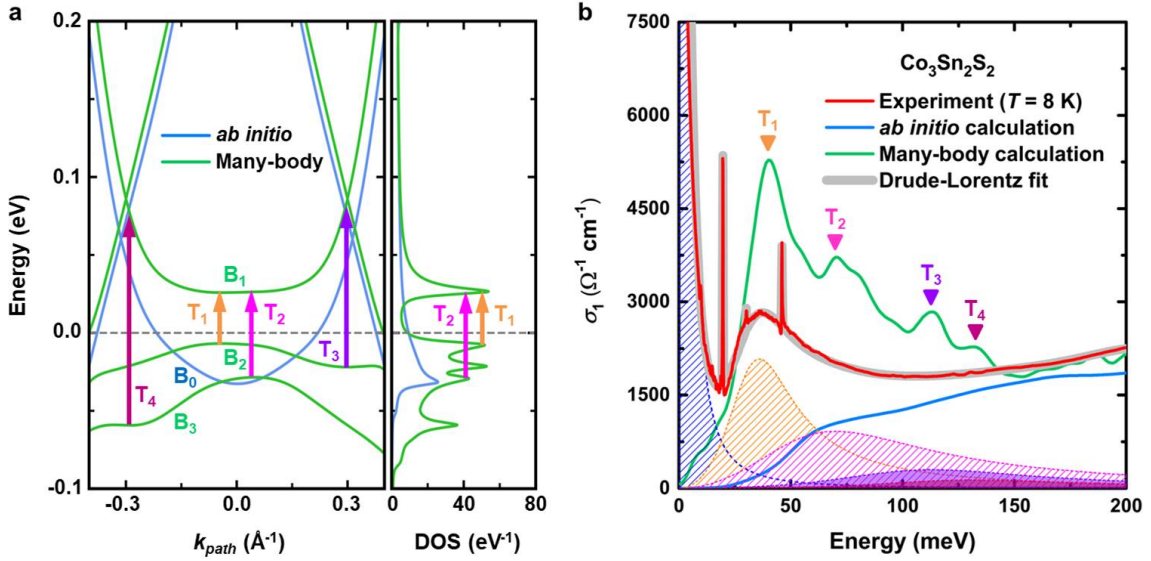 a
0.2
0.1
0.0
-0.1
Energy (eV)
ab initio
Many-body
B1
T1
T2
B2
T3
B0
T4
B3
-0.3
0.0
0.3
kpath (Å-1)
T2
T1
0
40
80
DOS (eV-1)
b
7500
6000
4500
3000
1500
0
σ1 (Ω-1 cm-1)
Co3Sn2S2
Experiment (T = 8 K)
ab initio calculation
Many-body calculation
Drude-Lorentz fit
T1
T2
T3
T4
0
50
100
150
200
Energy (meV)